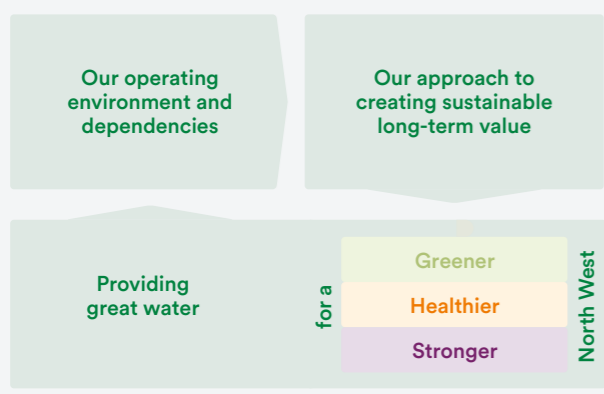 Our operating
environment and
dependencies
Our approach to
creating sustainable
long-term value
Providing
great water
for a
Greener
Healthier
Stronger
North West